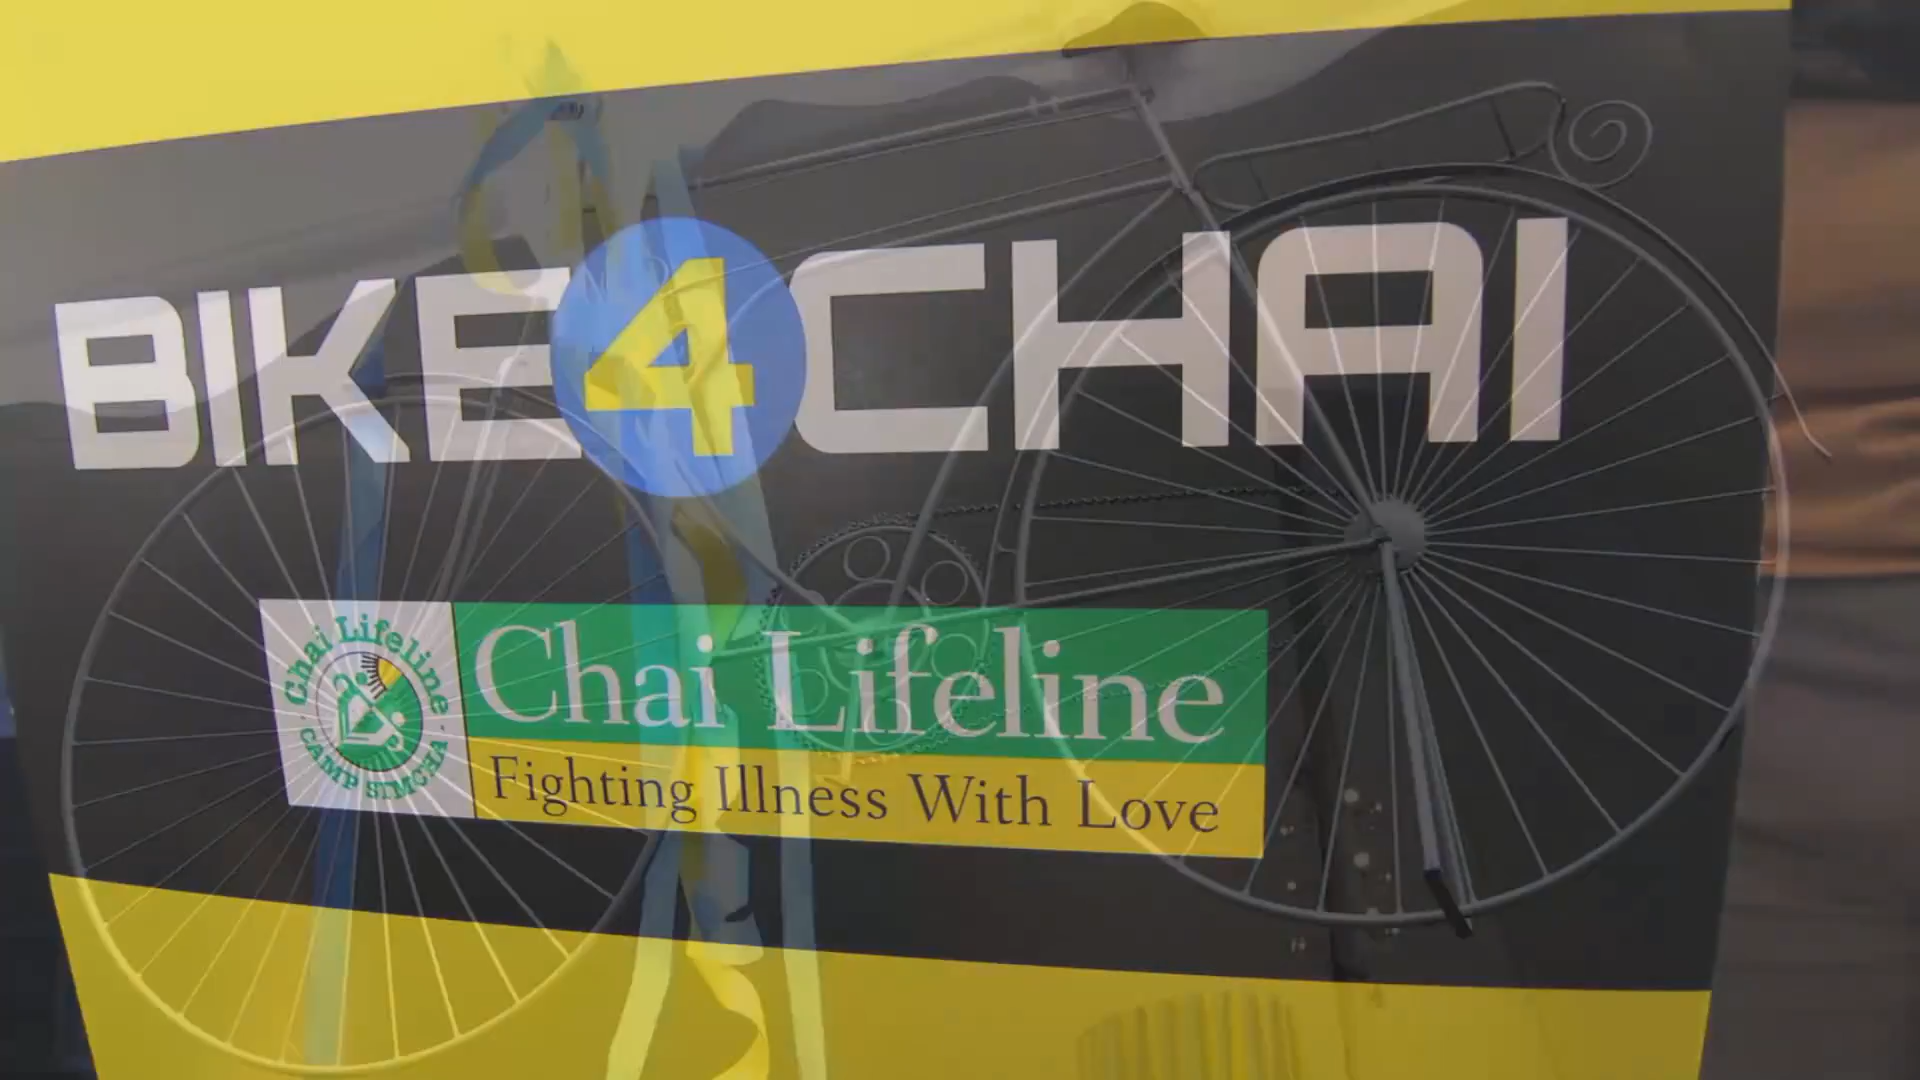 BIKE4CHAI
Chai Lifeline
CAMP SIMCHA
Chai Lifeline
Fighting Illness With Love